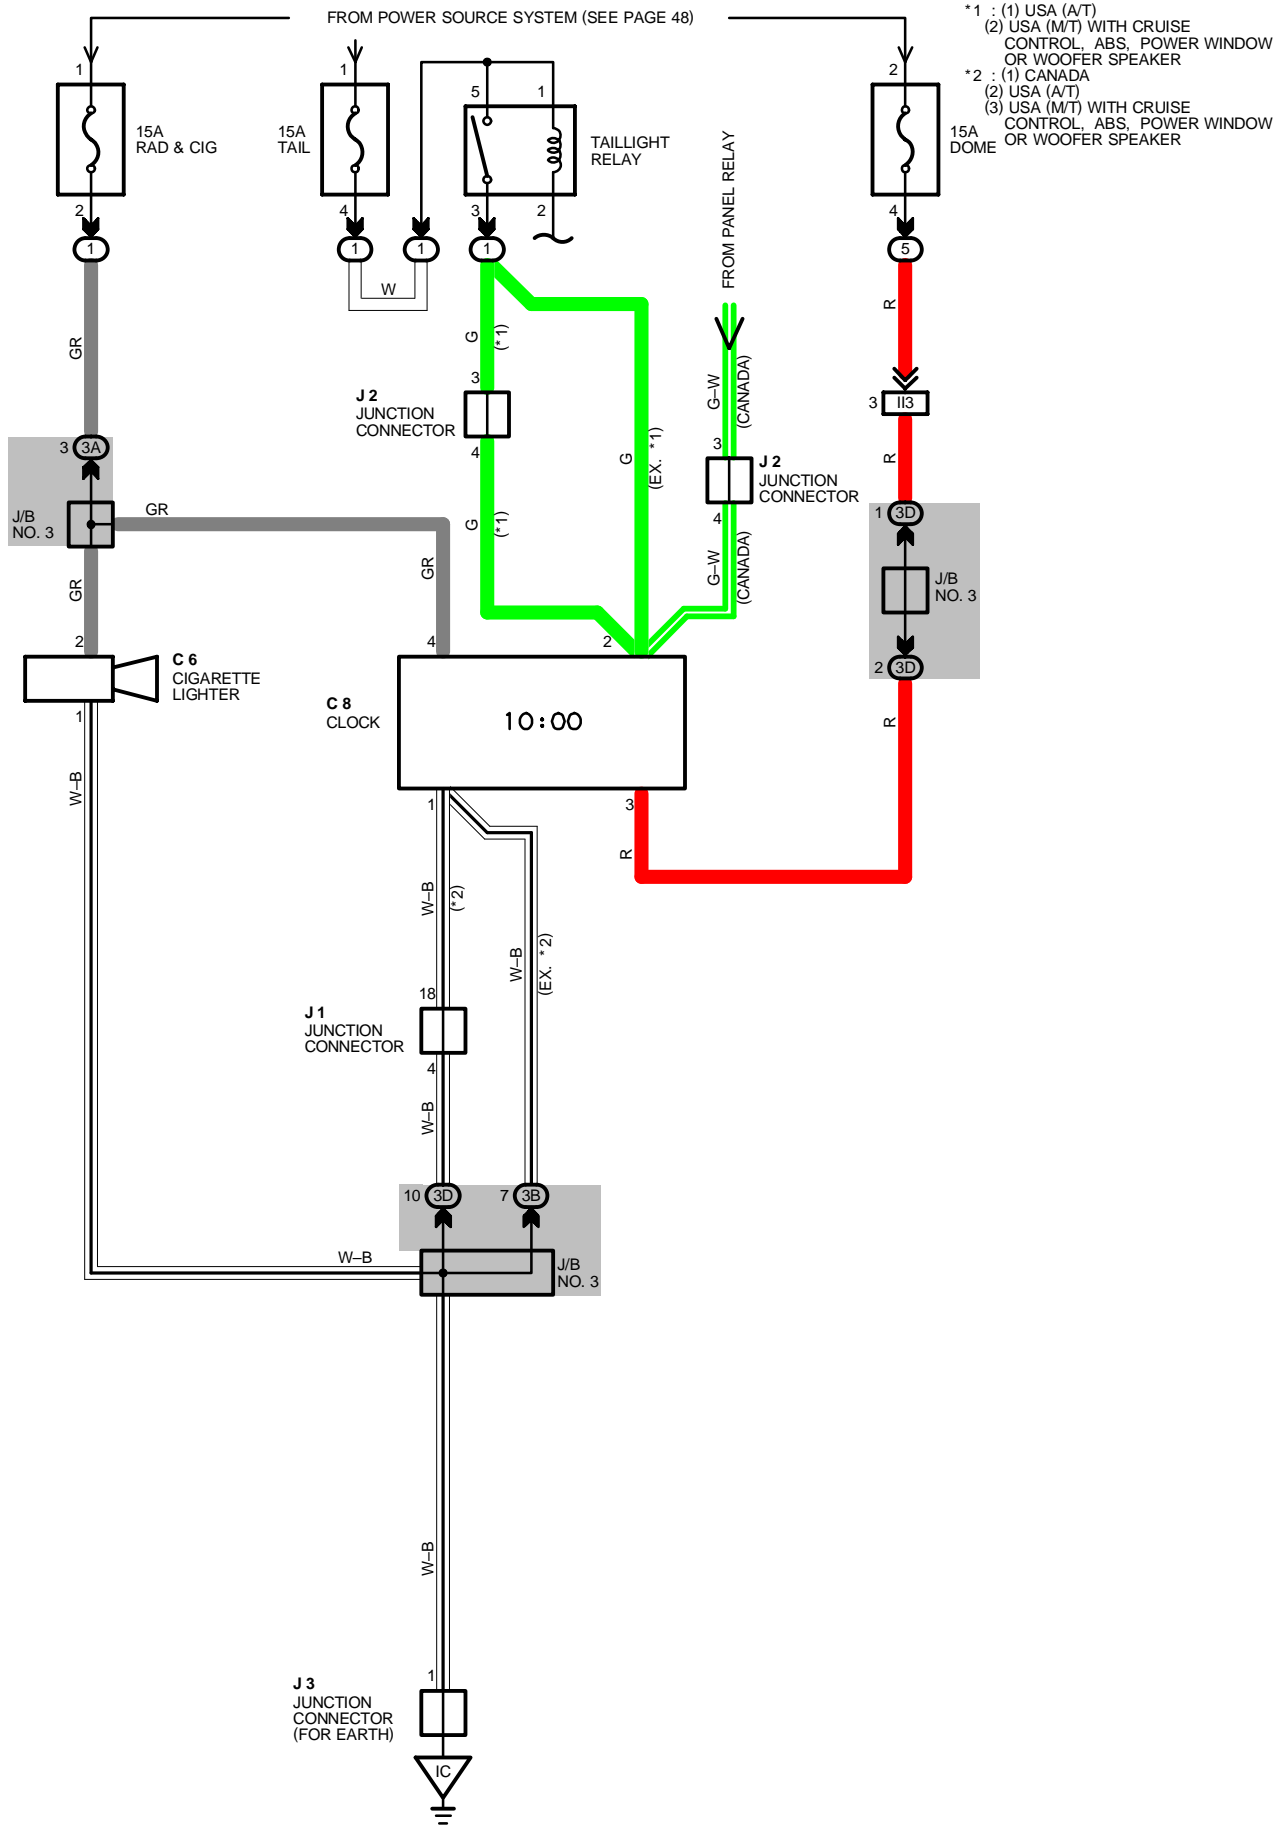 FROM POWER SOURCE SYSTEM (SEE PAGE 48)
*1 : (1) USA (A/T)
(2) USA (M/T) WITH CRUISE
CONTROL, ABS, POWER WINDOW
OR WOOFER SPEAKER
*2 : (1) CANADA
(2) USA (A/T)
(3) USA (M/T) WITH CRUISE
CONTROL, ABS, POWER WINDOW
OR WOOFER SPEAKER
1
15A
RAD & CIG
2
1
1
15A
TAIL
4
1
1
W
5
1
TAILLIGHT
RELAY
3
2
1
FROM PANEL RELAY
2
15A
DOME
4
5
GR
G
(*1)
3
J 2
JUNCTION
CONNECTOR
4
G
(*1)
G
(EX. *1)
G–W
(CANADA)
3
J 2
JUNCTION
CONNECTOR
4
G–W
(CANADA)
R
3
II3
R
1
3D
J/B
NO. 3
2
3D
R
3
3A
J/B
NO. 3
GR
GR
GR
2
C 6
CIGARETTE
LIGHTER
1
W–B
4
2
C 8
CLOCK
10:00
1
3
R
W–B
(*2)
W–B
(EX. *2)
18
J 1
JUNCTION
CONNECTOR
4
W–B
10
3D
7
3B
W–B
J/B
NO. 3
W–B
1
J 3
JUNCTION
CONNECTOR
(FOR EARTH)
IC